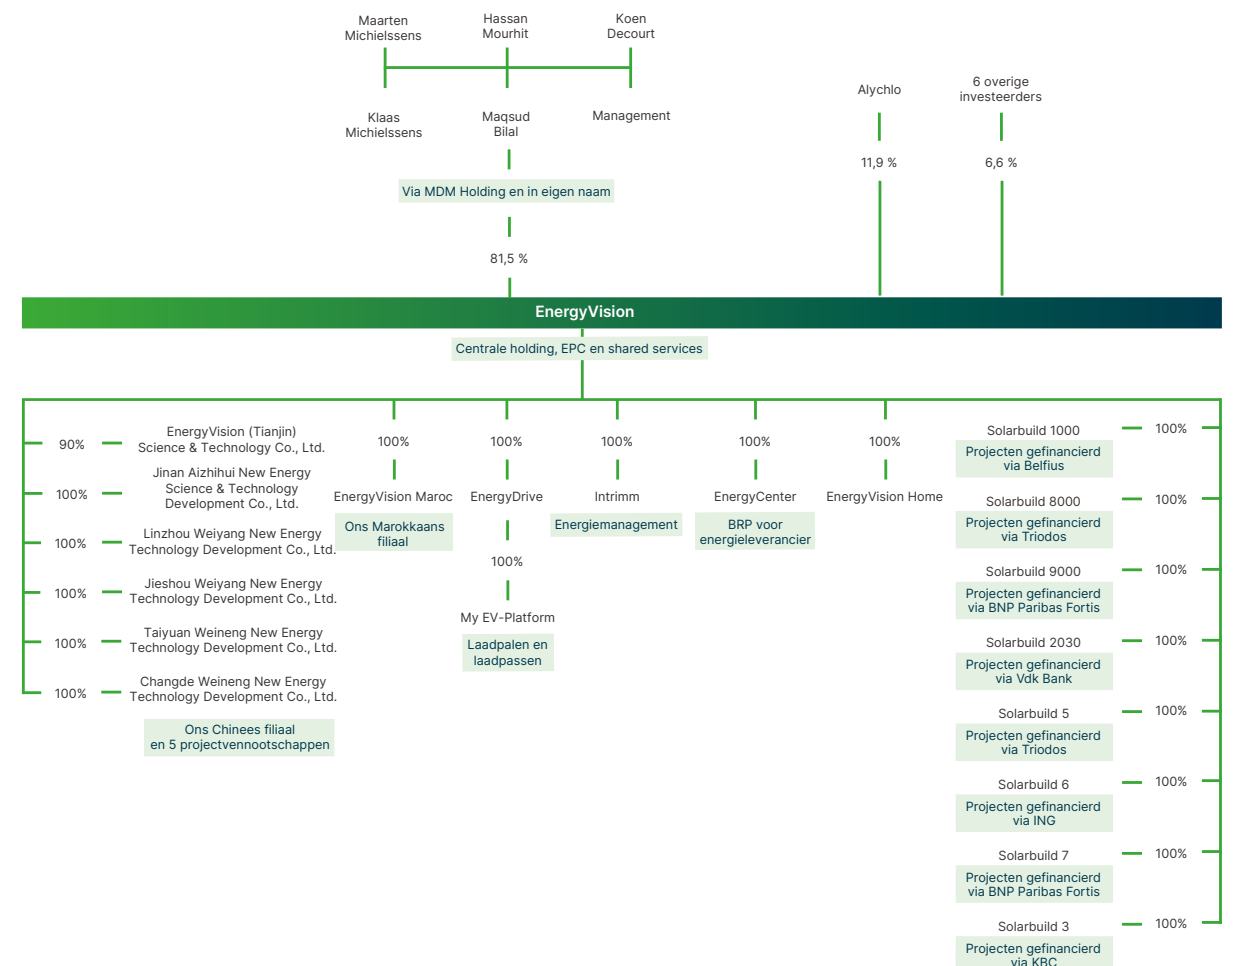 Maarten
Michielssens
Hassan
Mourhit
Koen
Decourt
Klaas
Michielssens
Maqsud
Bilal
Management
Via MDM Holding en in eigen naam
81,5 %
Alychlo
11,9 %
6 overige
investeerders
6,6 %
EnergyVision
Centrale holding, EPC en shared services
90%
EnergyVision (Tianjin)
Science & Technology Co., Ltd.
100%
Jinan Aizhihui New Energy
Science & Technology
Development Co., Ltd.
100%
Linzhou Weiyang New Energy
Technology Development Co., Ltd.
100%
Jieshou Weiyang New Energy
Technology Development Co., Ltd.
100%
Taiyuan Weineng New Energy
Technology Development Co., Ltd.
100%
Changde Weineng New Energy
Technology Development Co., Ltd.
Ons Chinees filiaal
en 5 projectvennootschappen
100%
EnergyVision Maroc
Ons Marokkaans
filiaal
100%
EnergyDrive
100%
My EV-Platform
Laadpalen en
laadpassen
100%
Intrimm
Energiemanagement
100%
EnergyCenter
BRP voor
energieleverancier
100%
EnergyVision Home
Solarbuild 1000
100%
Projecten gefinancierd
via Belfius
Solarbuild 8000
100%
Projecten gefinancierd
via Triodos
Solarbuild 9000
100%
Projecten gefinancierd
via BNP Paribas Fortis
Solarbuild 2030
100%
Projecten gefinancierd
via Vdk Bank
Solarbuild 5
100%
Projecten gefinancierd
via Triodos
Solarbuild 6
100%
Projecten gefinancierd
via ING
Solarbuild 7
100%
Projecten gefinancierd
via BNP Paribas Fortis
Solarbuild 3
100%
Projecten gefinancierd
via KBC